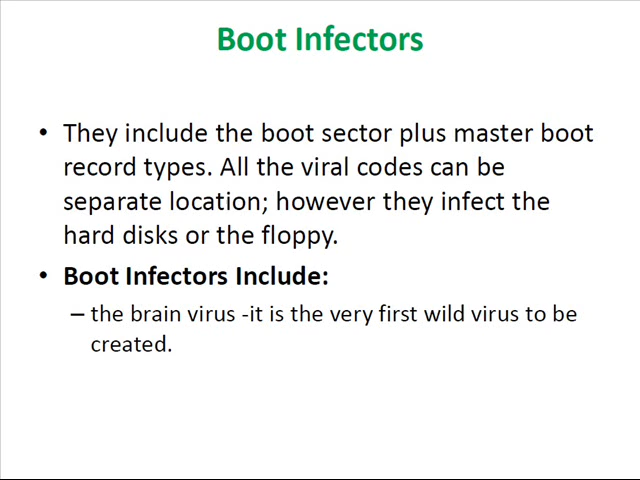 Boot Infectors
• They include the boot sector plus master boot
record types. All the viral codes can be
separate location; however they infect the
hard disks or the floppy.
• Boot Infectors Include:
– the brain virus -it is the very first wild virus to be
created.